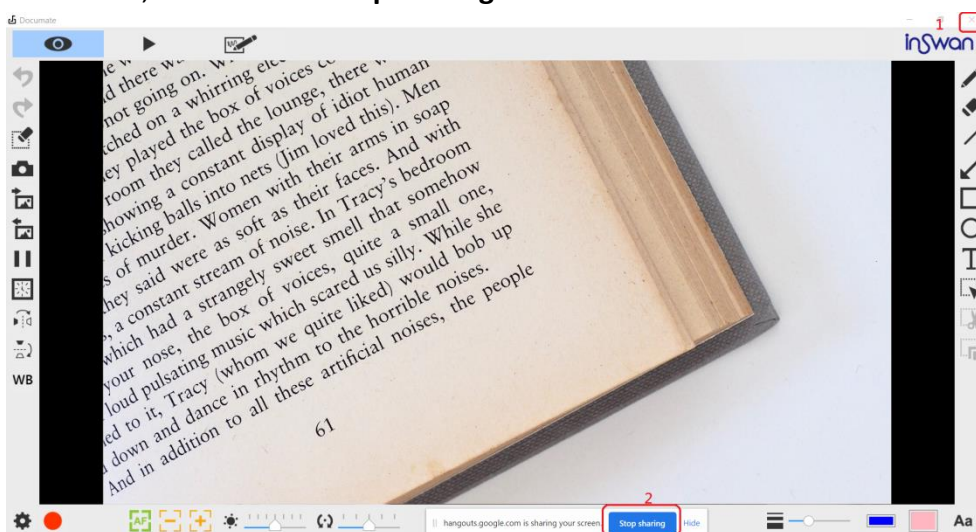 Documate
1
inSwan
there
not going on.
on a whirring
played the box of voices
room they called the lounge, there
a constant display of idiot human
kicking balls into nets (Jim loved this). Men
of murder. Women with their arms in soap
they said were as soft as their faces. And with
, a constant stream of noise. In Tracy's bedroom
which had a strangely sweet smell that somehow
your nose, the box of voices, quite a small one,
loud pulsating music which scared us silly. While she
to it, Tracy (whom we quite liked) would bob up
down and dance in rhythm to the horrible noises.
And in addition to all these artificial noises, the people
61
T
WB
2
AF
hangouts.google.com is sharing your screen.
Stop sharing
Hide
Aa